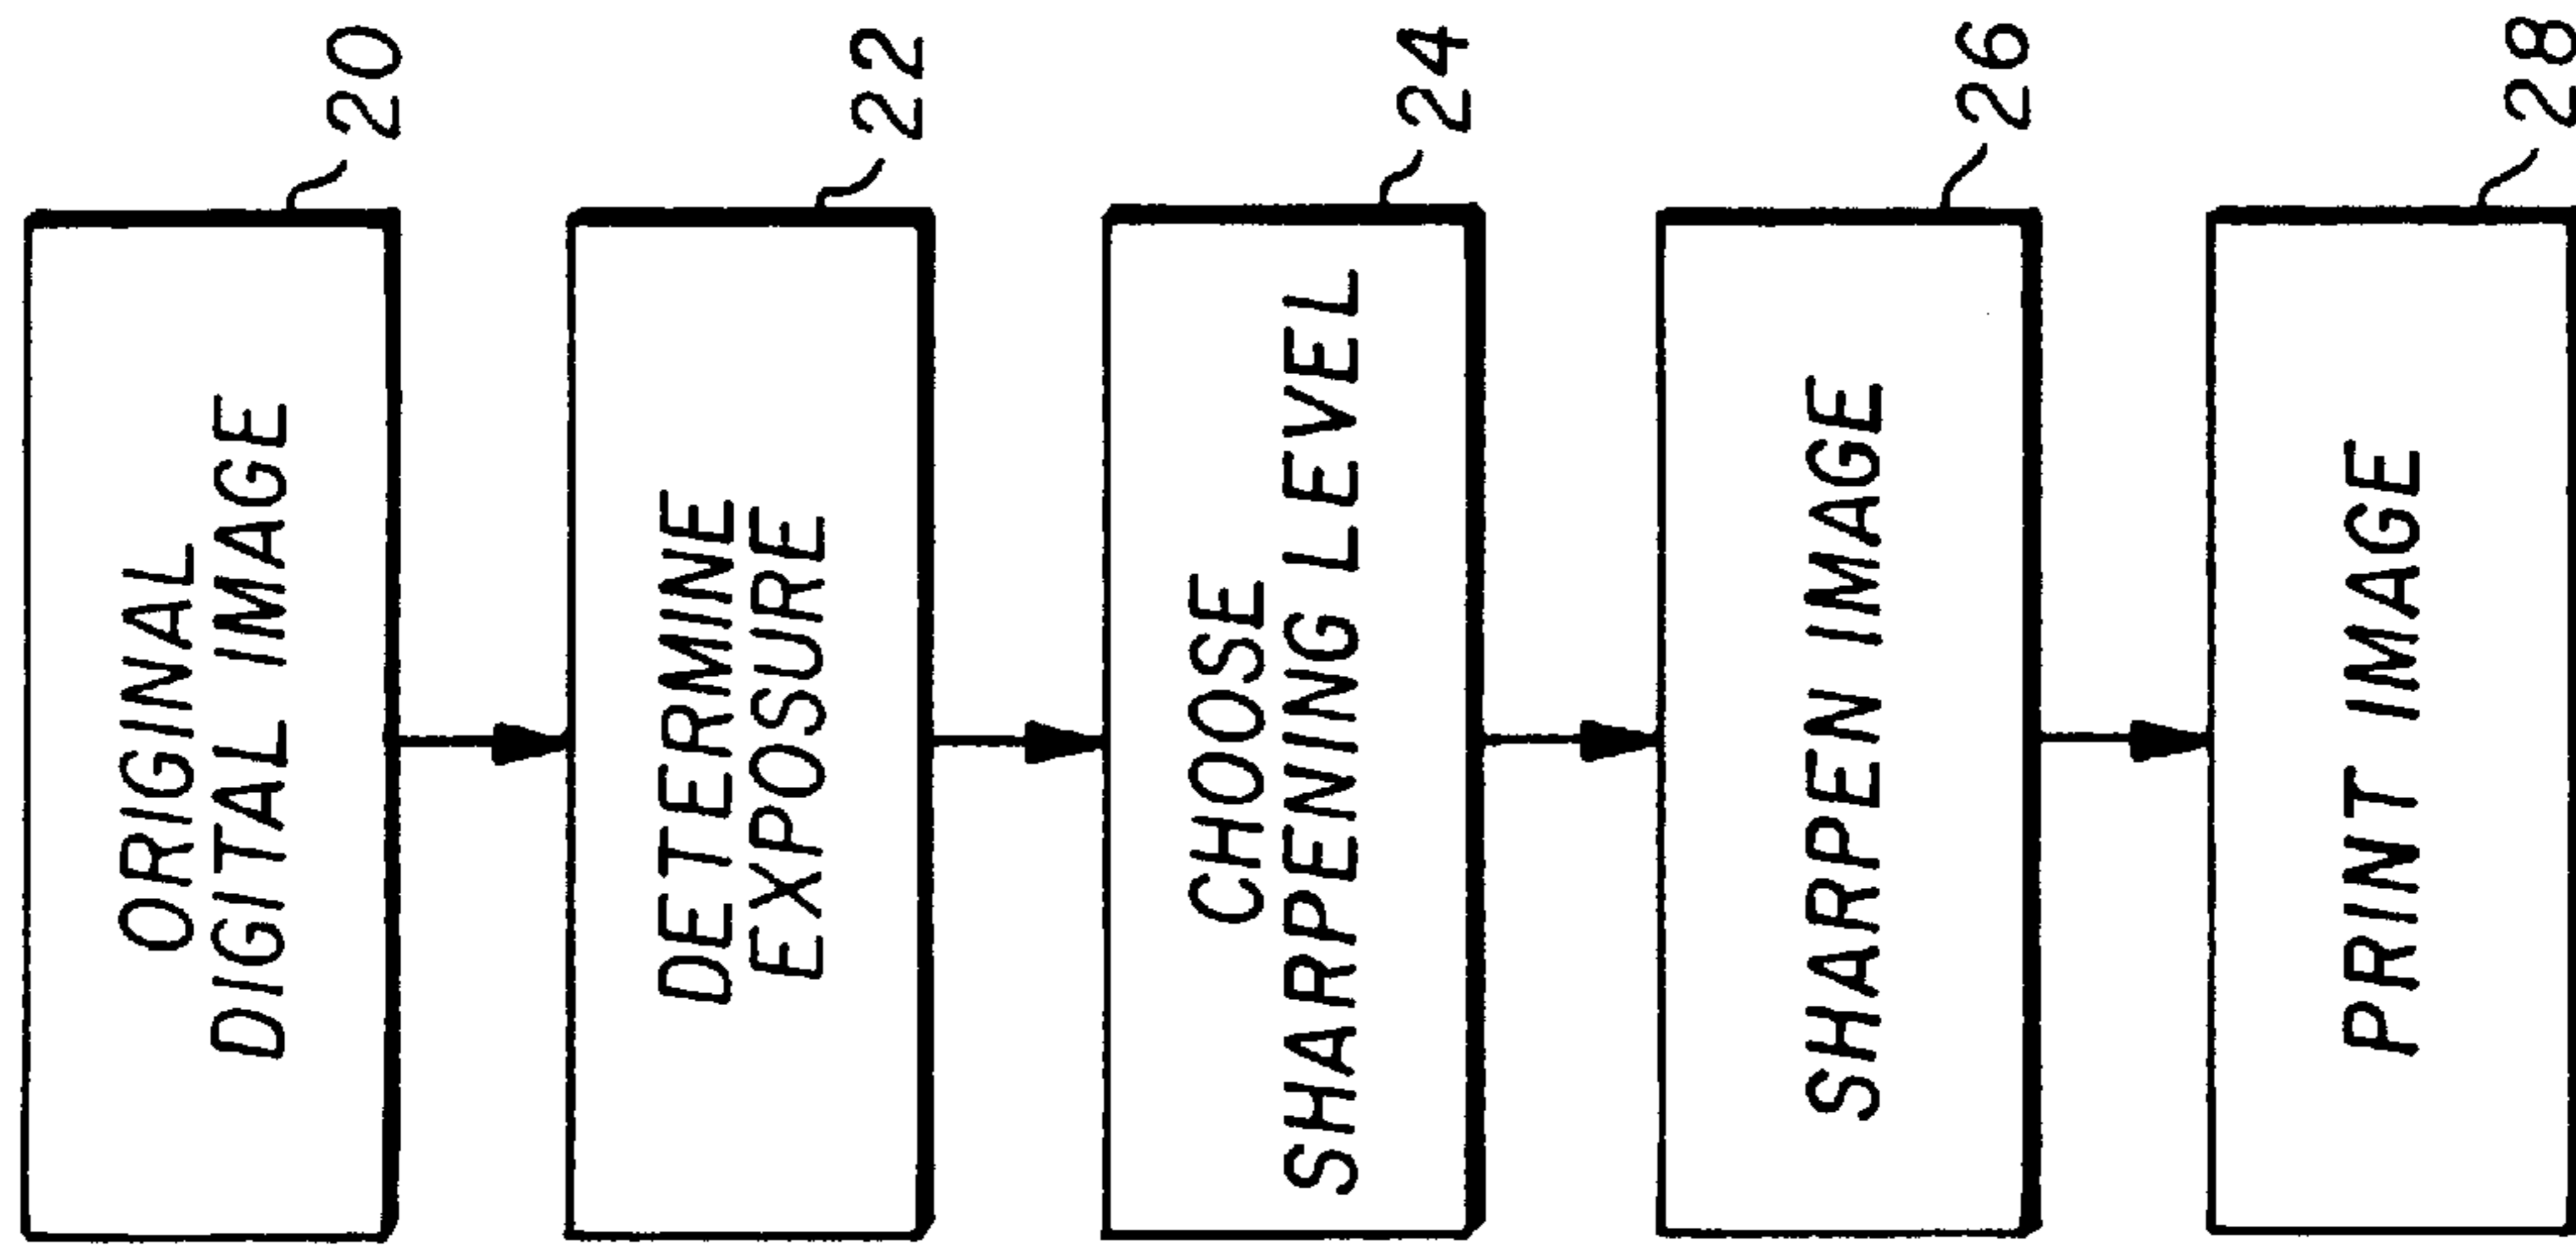 ORIGINAL
DIGITAL IMAGE
20
DETERMINE
EXPOSURE
22
CHOOSE
SHARPENING LEVEL
24
SHARPEN IMAGE
26
PRINT IMAGE
28